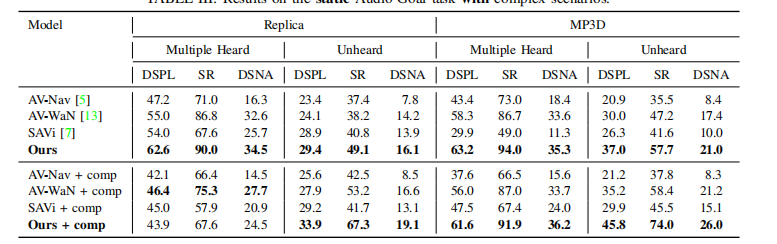 TABLE III: Results on the static Audio Goal task with complex scenarios.
Model Replica MP3D
Multiple Heard Unheard Multiple Heard Unheard
DSPL SR DSNA DSPL SR DSNA DSPL SR DSNA DSPL SR DSNA
AV-Nav [5] 47.2 71.0 16.3 23.4 37.4 7.8 43.4 73.0 18.4 20.9 35.5 8.4
AV-WaN [13] 55.0 86.8 32.6 24.1 38.2 14.2 58.3 86.7 33.6 30.0 47.2 17.4
SAVi [7] 54.0 67.6 25.7 28.9 40.8 13.9 29.9 49.0 11.3 26.3 41.6 10.0
Ours 62.6 90.0 34.5 29.4 49.1 16.1 63.2 94.0 35.3 37.0 57.7 21.0
AV-Nav + comp 42.1 66.4 14.5 25.6 42.5 8.5 37.6 66.5 15.6 21.2 37.8 8.3
AV-WaN + comp 46.4 75.3 27.7 27.9 53.2 16.6 56.0 87.0 33.7 35.2 58.4 21.2
SAVi + comp 45.0 57.9 20.9 29.2 41.7 13.1 47.5 67.4 24.0 29.9 45.5 15.1
Ours + comp 43.9 67.6 24.5 33.9 67.3 19.1 61.6 91.9 36.2 45.8 74.0 26.0